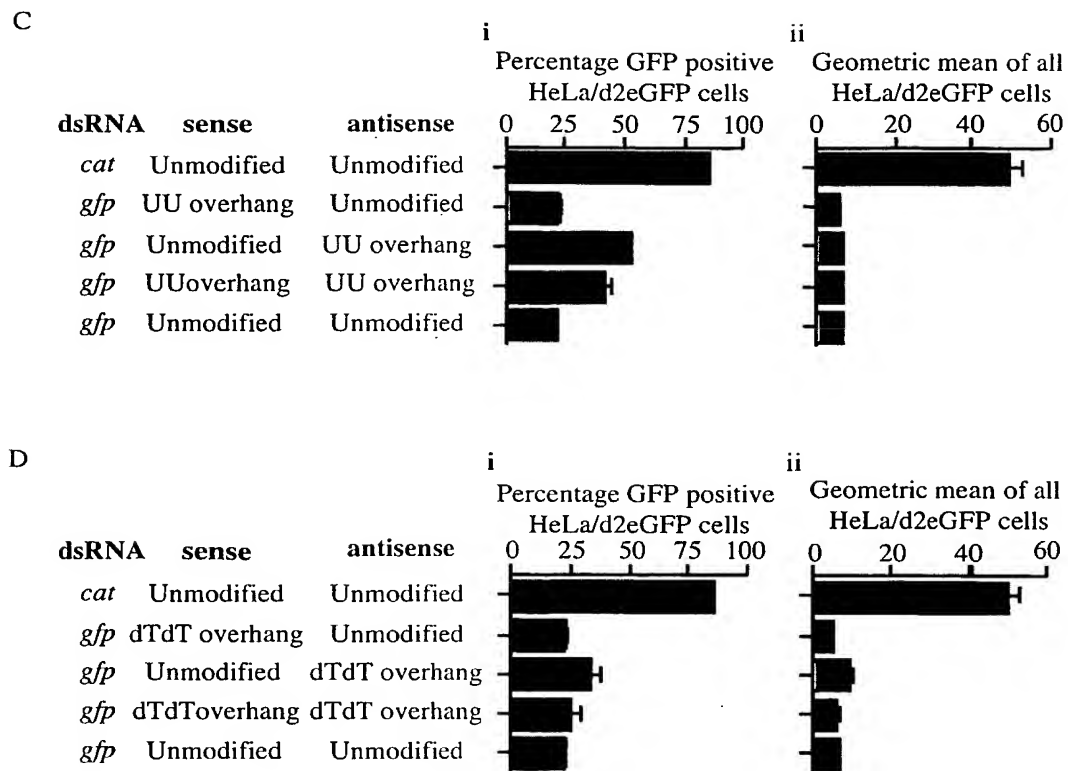 C
i
ii
Percentage GFP positive
HeLa/d2eGFP cells
Geometric mean of all
HeLa/d2eGFP cells
dsRNA sense antisense
0 25 50 75 100
0 20 40 60
cat Unmodified Unmodified
gfp UU overhang Unmodified
gfp Unmodified UU overhang
gfp UUoverhang UU overhang
gfp Unmodified Unmodified
D
i
ii
Percentage GFP positive
HeLa/d2eGFP cells
Geometric mean of all
HeLa/d2eGFP cells
dsRNA sense antisense
0 25 50 75 100
0 20 40 60
cat Unmodified Unmodified
gfp dTdT overhang Unmodified
gfp Unmodified dTdT overhang
gfp dTdToverhang dTdT overhang
gfp Unmodified Unmodified